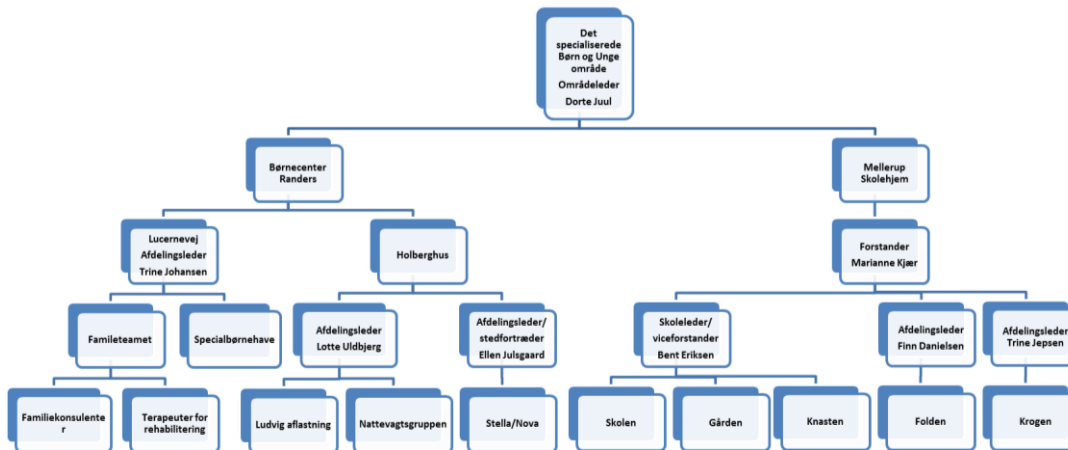 Det
specialiserede
Børn og Unge
område
Områdeleder
Dorte Juul
Børnecenter
Randers
Mellerup
Skolehjem
Lucernevej
Afdelingsleder
Trine Johansen
Holberghus
Forstander
Marianne Kjær
Famileteamet
Specialbørnehave
Afdelingsleder
Lotte Uldbjerg
Afdelingsleder/
stedfortræder
Ellen Julsgaard
Skoleleder/
viceforstander
Bent Eriksen
Afdelingsleder
Finn Danielsen
Afdelingsleder
Trine Jepsen
Familiekonsulente
r
Terapeuter for
rehabilitering
Ludvig aflastning
Nattevagtsgruppen
Stella/Nova
Skolen
Gården
Knasten
Folden
Krogen